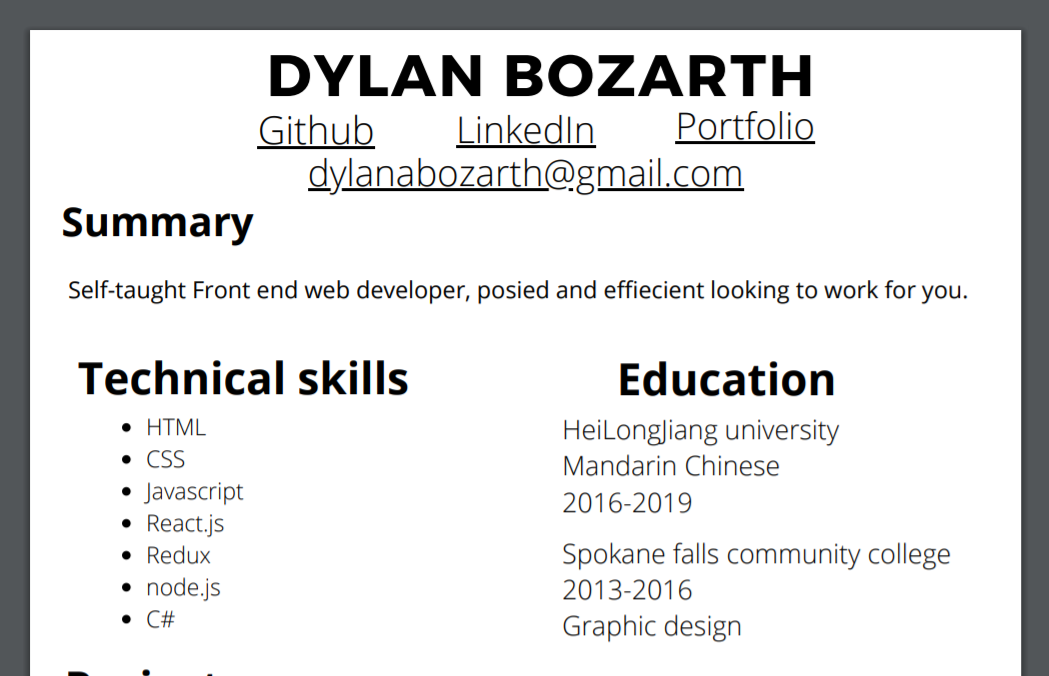 DYLAN BOZARTH
Github LinkedIn Portfolio
dylanabozarth@gmail.com
Summary
Self-taught Front end web developer, posied and effiecient looking to work for you.
Technical skills
• HTML
• CSS
• Javascript
• React.js
• Redux
• node.js
• C#
Education
HeiLongJiang university
Mandarin Chinese
2016-2019
Spokane falls community college
2013-2016
Graphic design